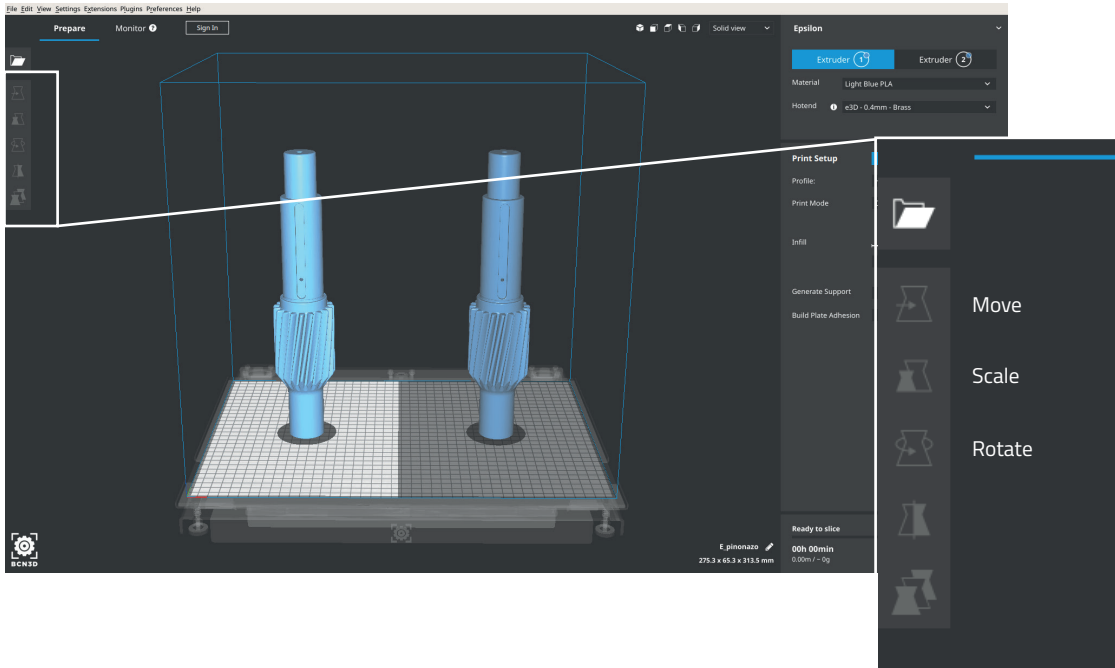 File Edit View Settings Extensions Plugins Preferences Help
Prepare Monitor ? Sign In Solid view Epsilon
Extruder 1 Extruder 2
Material Light Blue PLA
Hotend e3D - 0.4mm - Brass
Print Setup
Profile:
Print Mode
Infill
Generate Support
Build Plate Adhesion
Move
Scale
Rotate
Ready to slice
E_pinonazo
00h 00min
275.3 x 65.3 x 313.5 mm
0.00m / ~ 0g
BCN3D